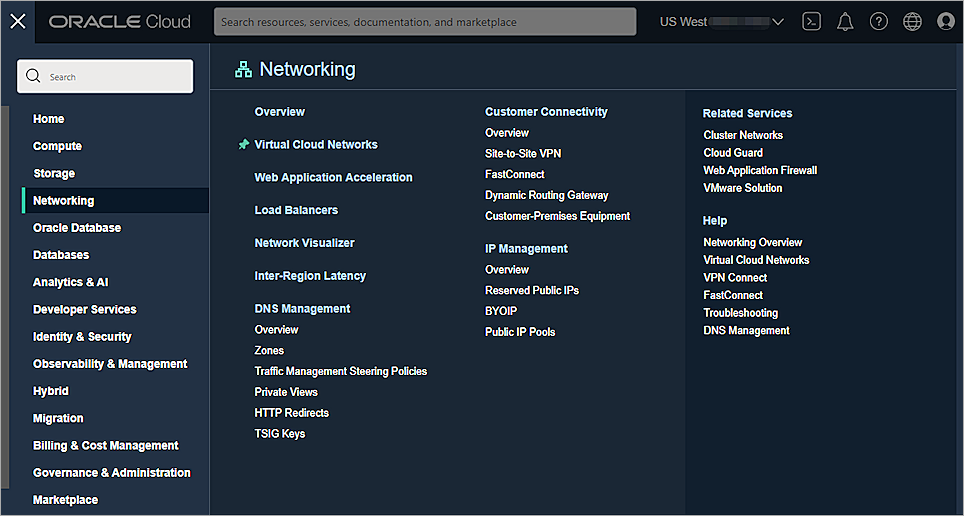 ORACLE Cloud
Search resources, services, documentation, and marketplace
US West
Search
Home
Compute
Storage
Networking
Oracle Database
Databases
Analytics & AI
Developer Services
Identity & Security
Observability & Management
Hybrid
Migration
Billing & Cost Management
Governance & Administration
Marketplace
Networking
Overview
Virtual Cloud Networks
Web Application Acceleration
Load Balancers
Network Visualizer
Inter-Region Latency
DNS Management
Overview
Zones
Traffic Management Steering Policies
Private Views
HTTP Redirects
TSIG Keys
Customer Connectivity
Overview
Site-to-Site VPN
FastConnect
Dynamic Routing Gateway
Customer-Premises Equipment
IP Management
Overview
Reserved Public IPs
BYOIP
Public IP Pools
Related Services
Cluster Networks
Cloud Guard
Web Application Firewall
VMware Solution
Help
Networking Overview
Virtual Cloud Networks
VPN Connect
FastConnect
Troubleshooting
DNS Management